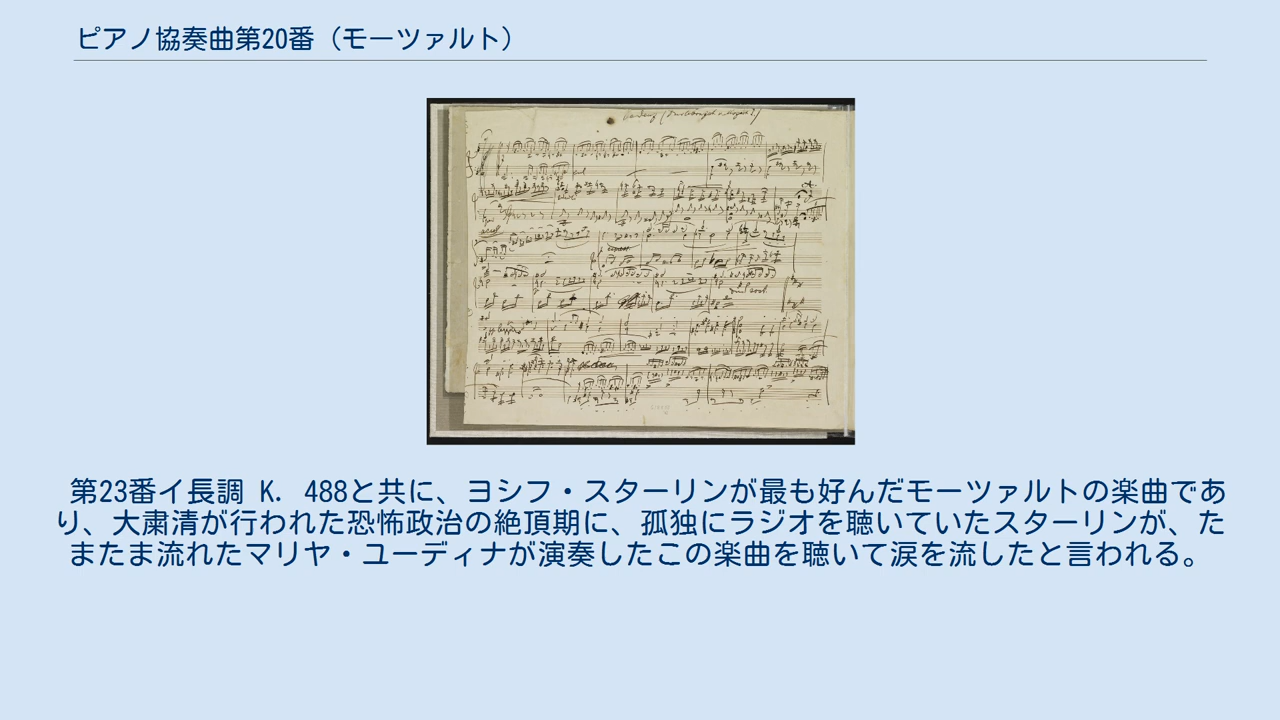 ピアノ協奏曲第20番（モーツァルト）
第23番イ長調 K. 488と共に、ヨシフ・スターリンが最も好んだモーツァルトの楽曲であ
り、大粛清が行われた恐怖政治の絶頂期に、孤独にラジオを聴いていたスターリンが、た
またま流れたマリヤ・ユーディナが演奏したこの楽曲を聴いて涙を流したと言われる。